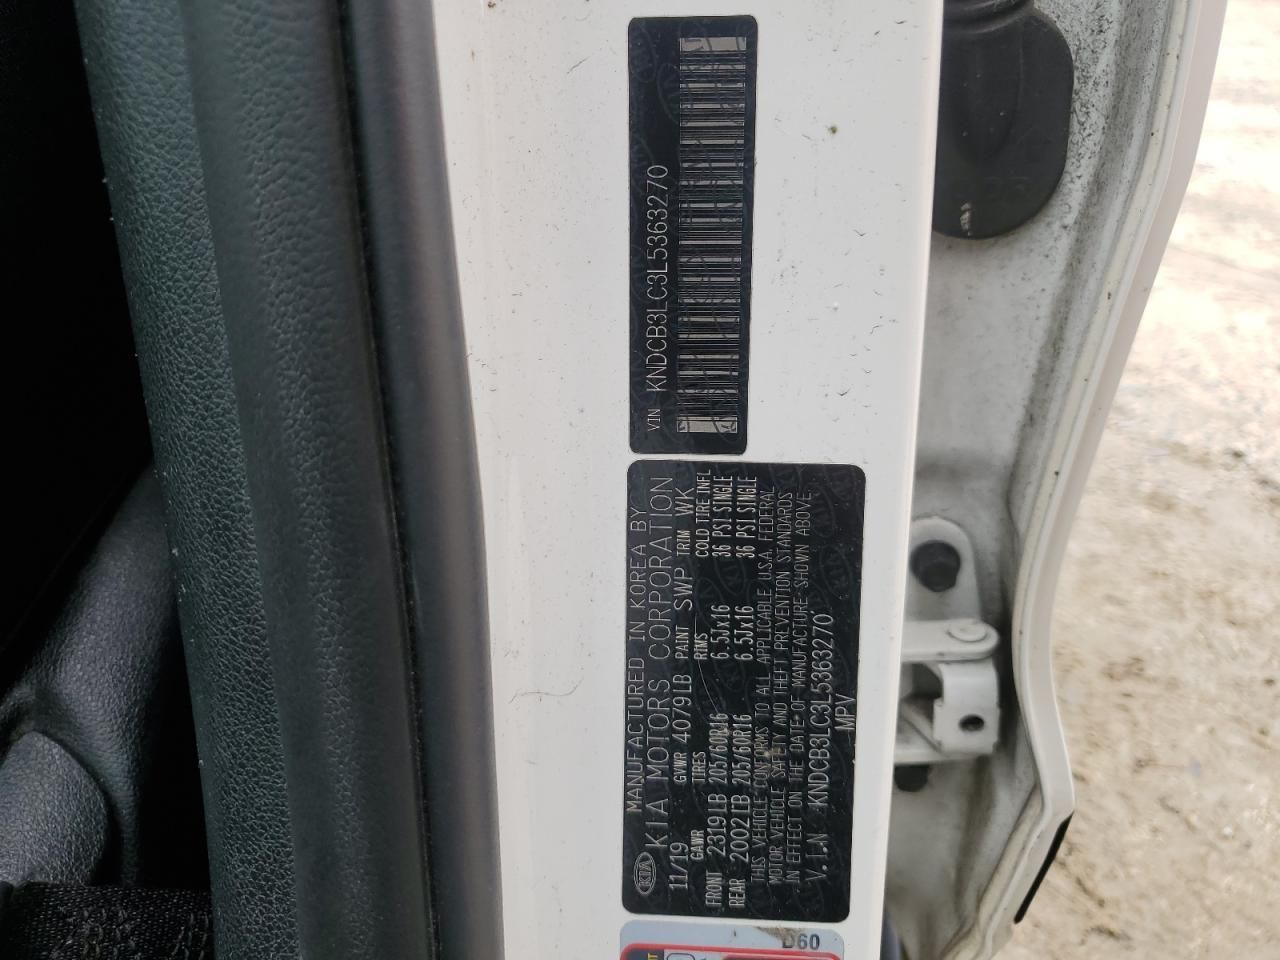 VIN KNDCB3LC3L5363270
MANUFACTURED IN KOREA BY
KIA KIA MOTORS CORPORATION
11/19 GVWR 4079LB PAINT SWP TRIM WK
GAWR TIRES RIMS COLD TIRE INFL
FRONT 2319LB 205/60R16 6.5Jx16 36 PSI SINGLE
REAR 2002LB 205/60R16 6.5Jx16 36 PSI SINGLE
THIS VEHICLE CONFORMS TO ALL APPLICABLE U.S.A. FEDERAL
MOTOR VEHICLE SAFETY AND THEFT PREVENTION STANDARDS
IN EFFECT ON THE DATE OF MANUFACTURE SHOWN ABOVE.
V.I.N KNDCB3LC3L5363270
MPV
D60